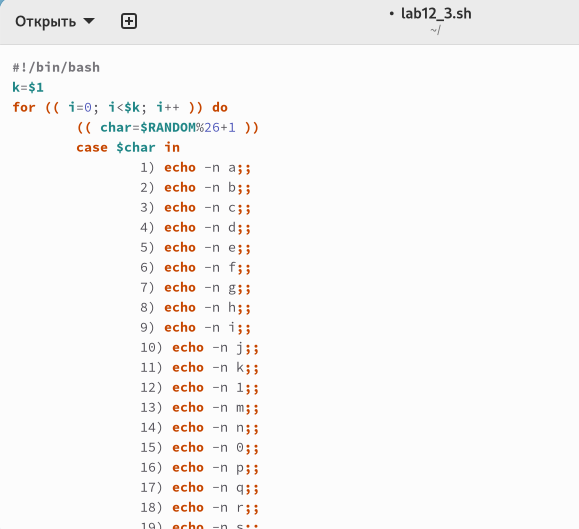 Открыть
• lab12_3.sh
~/
#!/bin/bash
k=$1
for (( i=0; i<$k; i++ )) do
(( char=$RANDOM%26+1 ))
case $char in
1) echo -n a;;
2) echo -n b;;
3) echo -n c;;
4) echo -n d;;
5) echo -n e;;
6) echo -n f;;
7) echo -n g;;
8) echo -n h;;
9) echo -n i;;
10) echo -n j;;
11) echo -n k;;
12) echo -n 1;;
13) echo -n m;;
14) echo -n n;;
15) echo -n 0;;
16) echo -n p;;
17) echo -n q;;
18) echo -n r;;
19) echo -n s;;